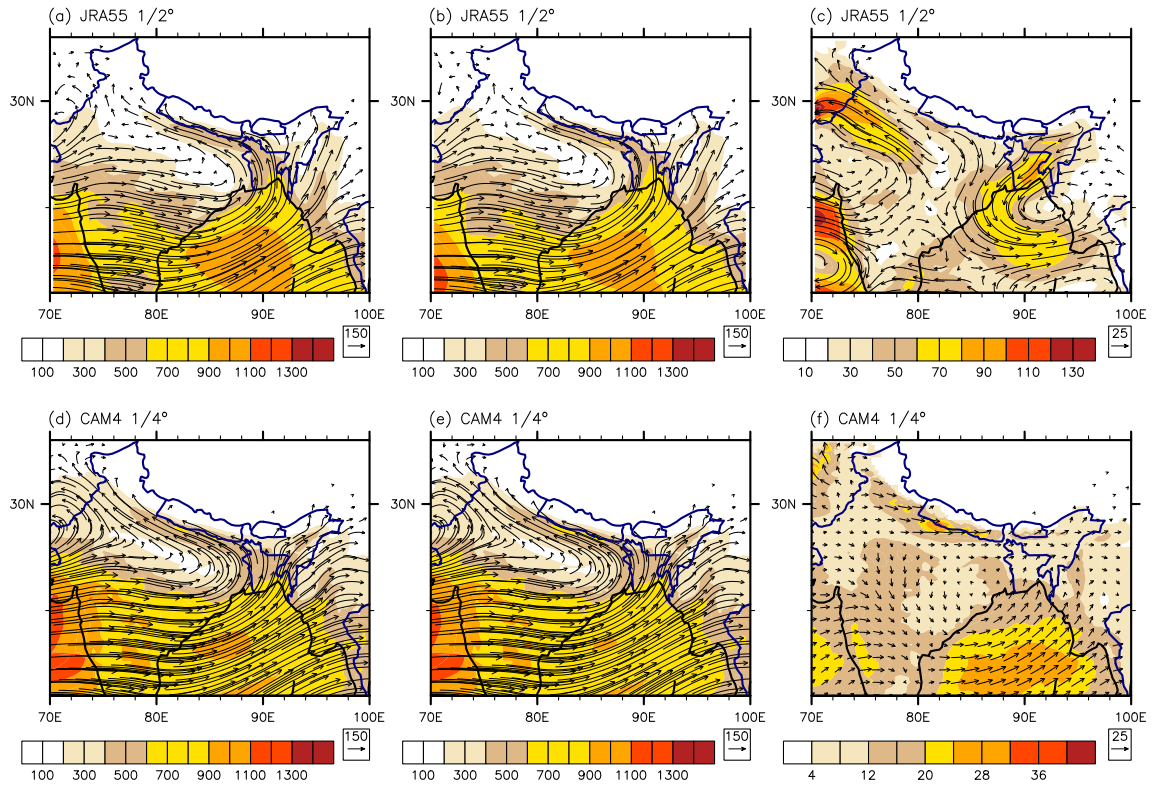 (a) JRA55 1/2°
(b) JRA55 1/2°
(c) JRA55 1/2°
30N
30N
30N
70E 80E 90E 100E
70E 80E 90E 100E
70E 80E 90E 100E
100 300 500 700 900 1100 1300
150
100 300 500 700 900 1100 1300
150
10 30 50 70 90 110 130
25
(d) CAM4 1/4°
(e) CAM4 1/4°
(f) CAM4 1/4°
30N
30N
30N
70E 80E 90E 100E
70E 80E 90E 100E
70E 80E 90E 100E
100 300 500 700 900 1100 1300
150
100 300 500 700 900 1100 1300
150
4 12 20 28 36
25